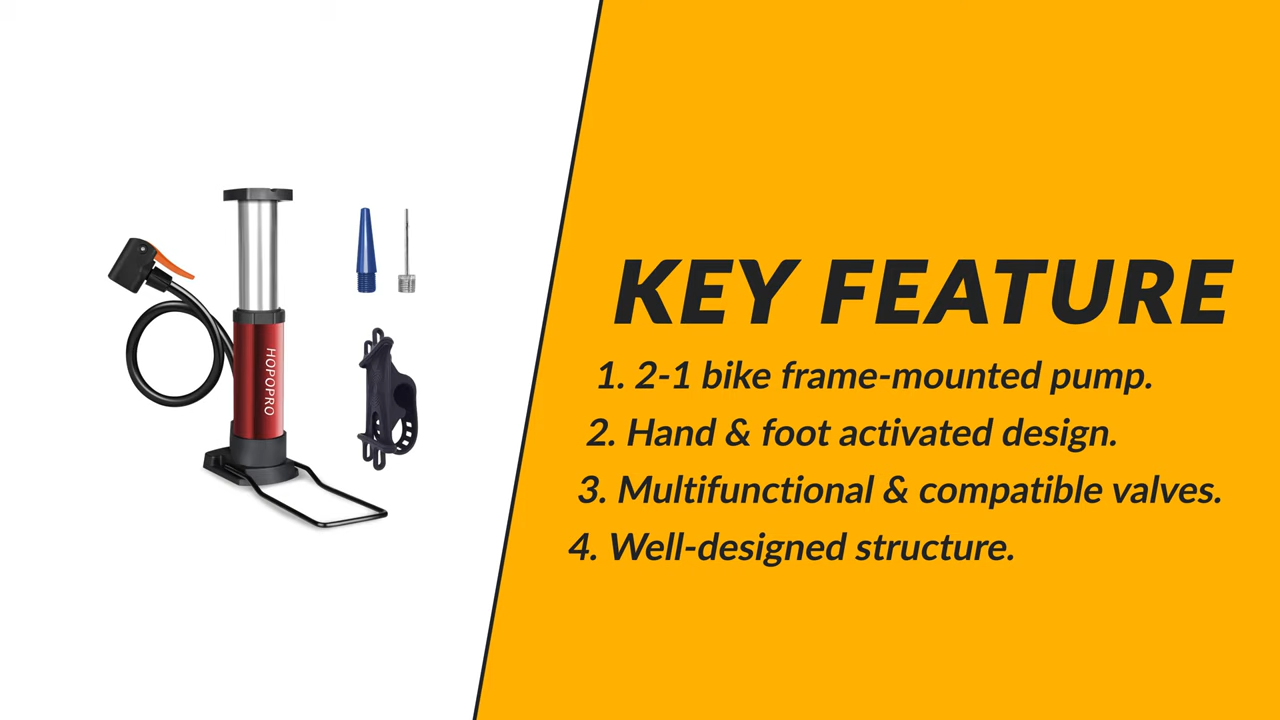 HOPOPRO
KEY FEATURE
1. 2-1 bike frame-mounted pump.
2. Hand & foot activated design.
3. Multifunctional & compatible valves.
4. Well-designed structure.